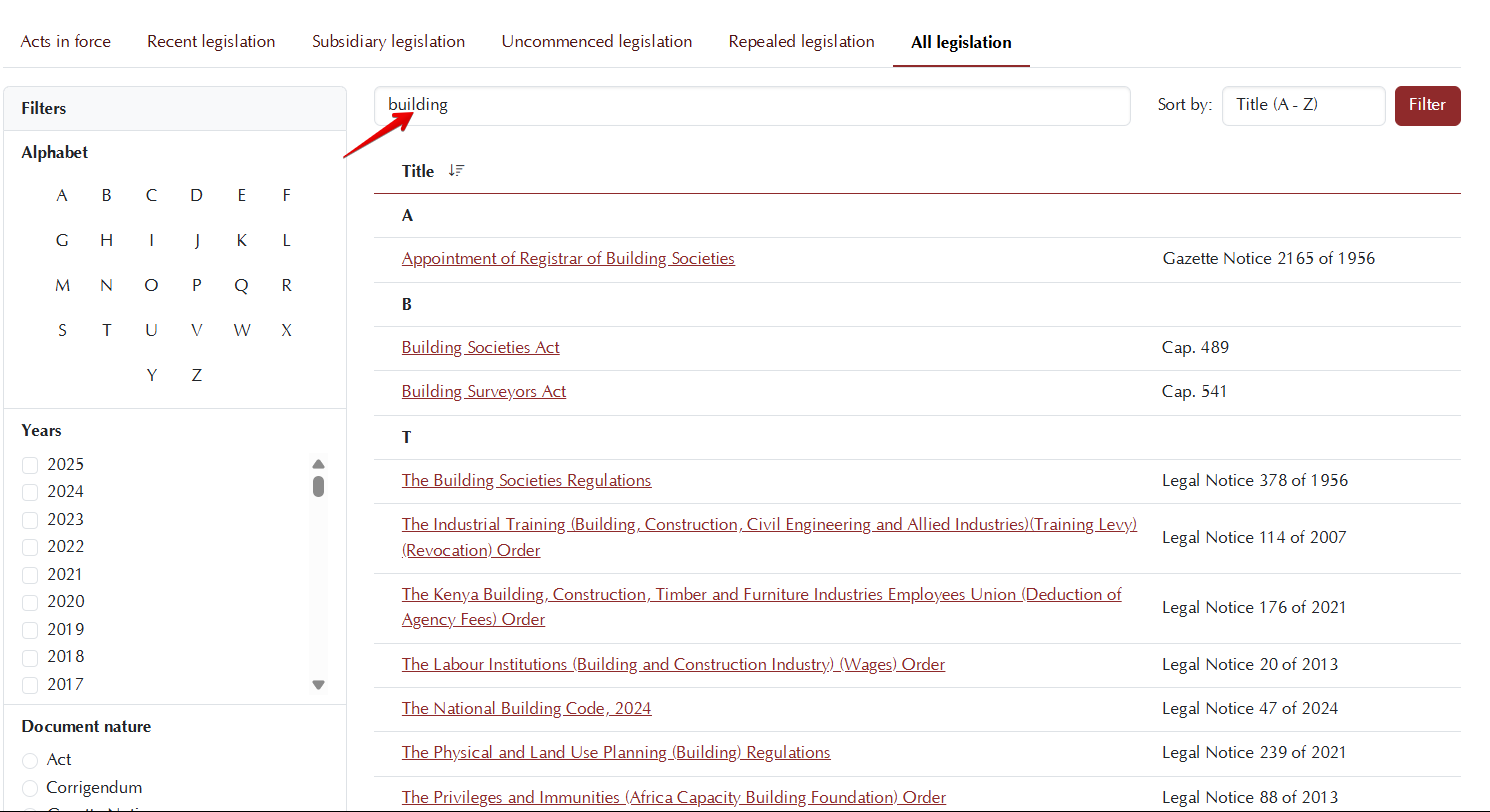 Acts in force Recent legislation Subsidiary legislation Uncommenced legislation Repealed legislation All legislation
Filters
Alphabet
A B C D E F
G H I J K L
M N O P Q R
S T U V W X
Y Z
Years
2025
2024
2023
2022
2021
2020
2019
2018
2017
Document nature
Act
Corrigendum
building Sort by: Title (A - Z) Filter
Title
A
Appointment of Registrar of Building Societies Gazette Notice 2165 of 1956
B
Building Societies Act Cap. 489
Building Surveyors Act Cap. 541
T
The Building Societies Regulations Legal Notice 378 of 1956
The Industrial Training (Building, Construction, Civil Engineering and Allied Industries)(Training Levy)
(Revocation) Order Legal Notice 114 of 2007
The Kenya Building, Construction, Timber and Furniture Industries Employees Union (Deduction of
Agency Fees) Order Legal Notice 176 of 2021
The Labour Institutions (Building and Construction Industry) (Wages) Order Legal Notice 20 of 2013
The National Building Code, 2024 Legal Notice 47 of 2024
The Physical and Land Use Planning (Building) Regulations Legal Notice 239 of 2021
The Privileges and Immunities (Africa Capacity Building Foundation) Order Legal Notice 88 of 2013